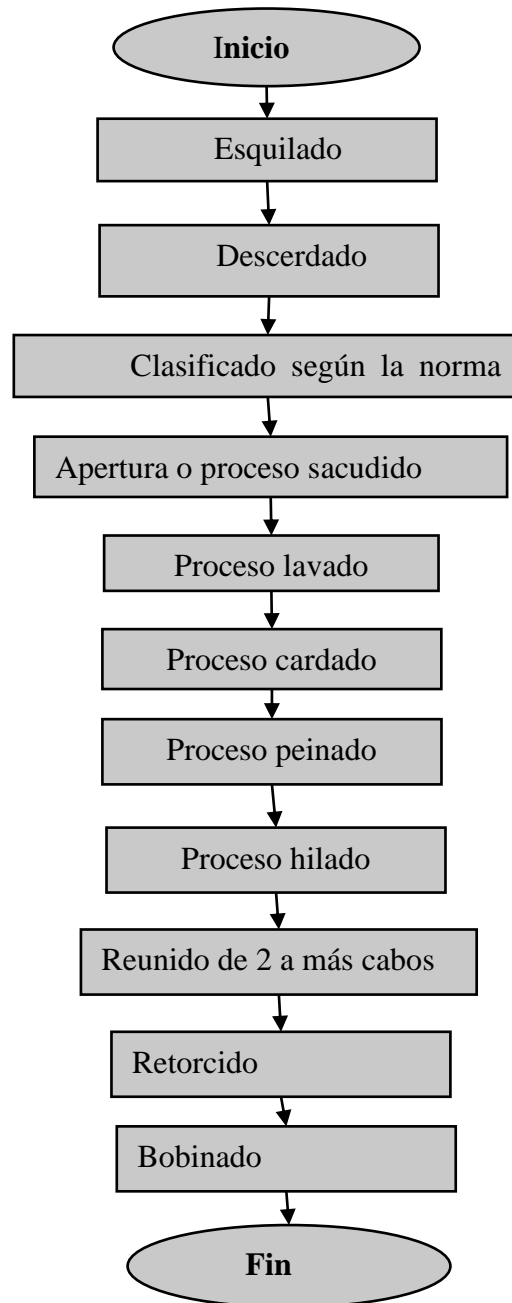 Inicio
Esquilado
Descerdado
Clasificado según la norma
Apertura o proceso sacudido
Proceso lavado
Proceso cardado
Proceso peinado
Proceso hilado
Reunido de 2 a más cabos
Retorcido
Bobinado
Fin